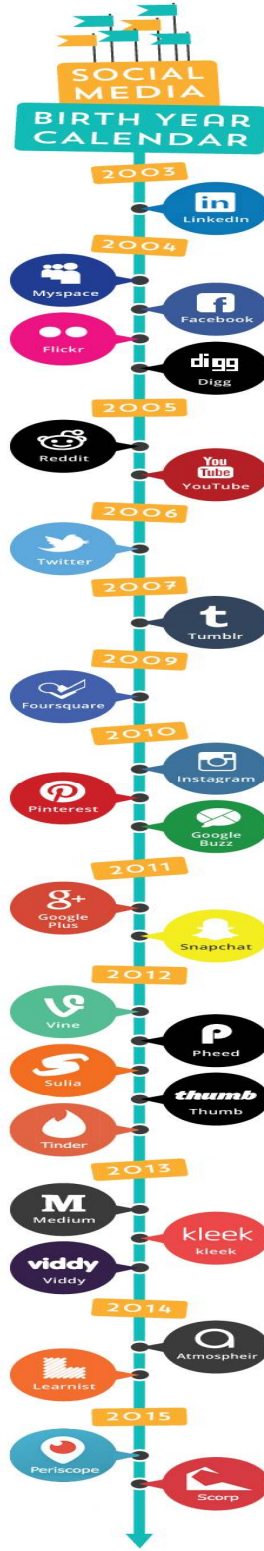 SOCIAL
MEDIA
BIRTH YEAR
CALENDAR
2003
in
LinkedIn
2004
Myspace
f
Facebook
Flickr
digg
Digg
2005
Reddit
You
Tube
YouTube
2006
Twitter
2007
t
Tumblr
2009
Foursquare
2010
Instagram
Pinterest
Google
Buzz
2011
g+
Google
Plus
Snapchat
2012
Vine
Pheed
Sulia
thumb
Thumb
Tinder
2013
M
Medium
kleek
kleek
viddy
Viddy
2014
Atmospheir
Learnist
2015
Periscope
Scorp